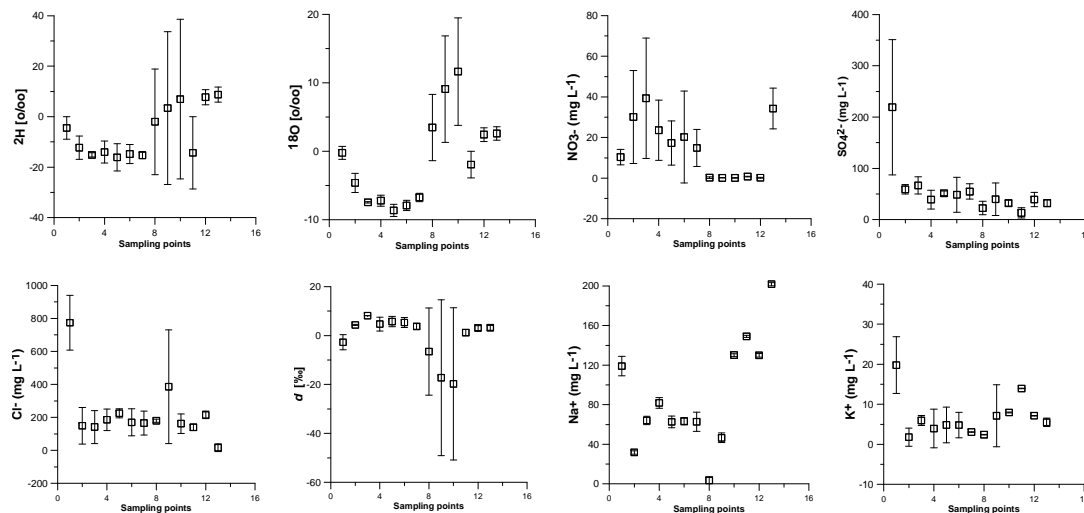 40
20
0
-20
-40
2H [o/oo]
0 4 8 12 16
Sampling points
20
10
0
-10
18O [o/oo]
0 4 8 12 16
Sampling points
80
60
40
20
0
-20
NO3- (mg L-1)
0 4 8 12 16
Sampling points
400
300
200
100
0
SO4²- (mg L-1)
0 4 8 12 16
Sampling points
1000
800
600
400
200
0
-200
Cl- (mg L-1)
0 4 8 12 16
Sampling points
20
0
-20
-40
-60
d [‰]
0 4 8 12 16
Sampling points
200
160
120
80
40
0
Na+ (mg L-1)
0 4 8 12 16
Sampling points
40
30
20
10
0
-10
K+ (mg L-1)
0 4 8 12 16
Sampling points